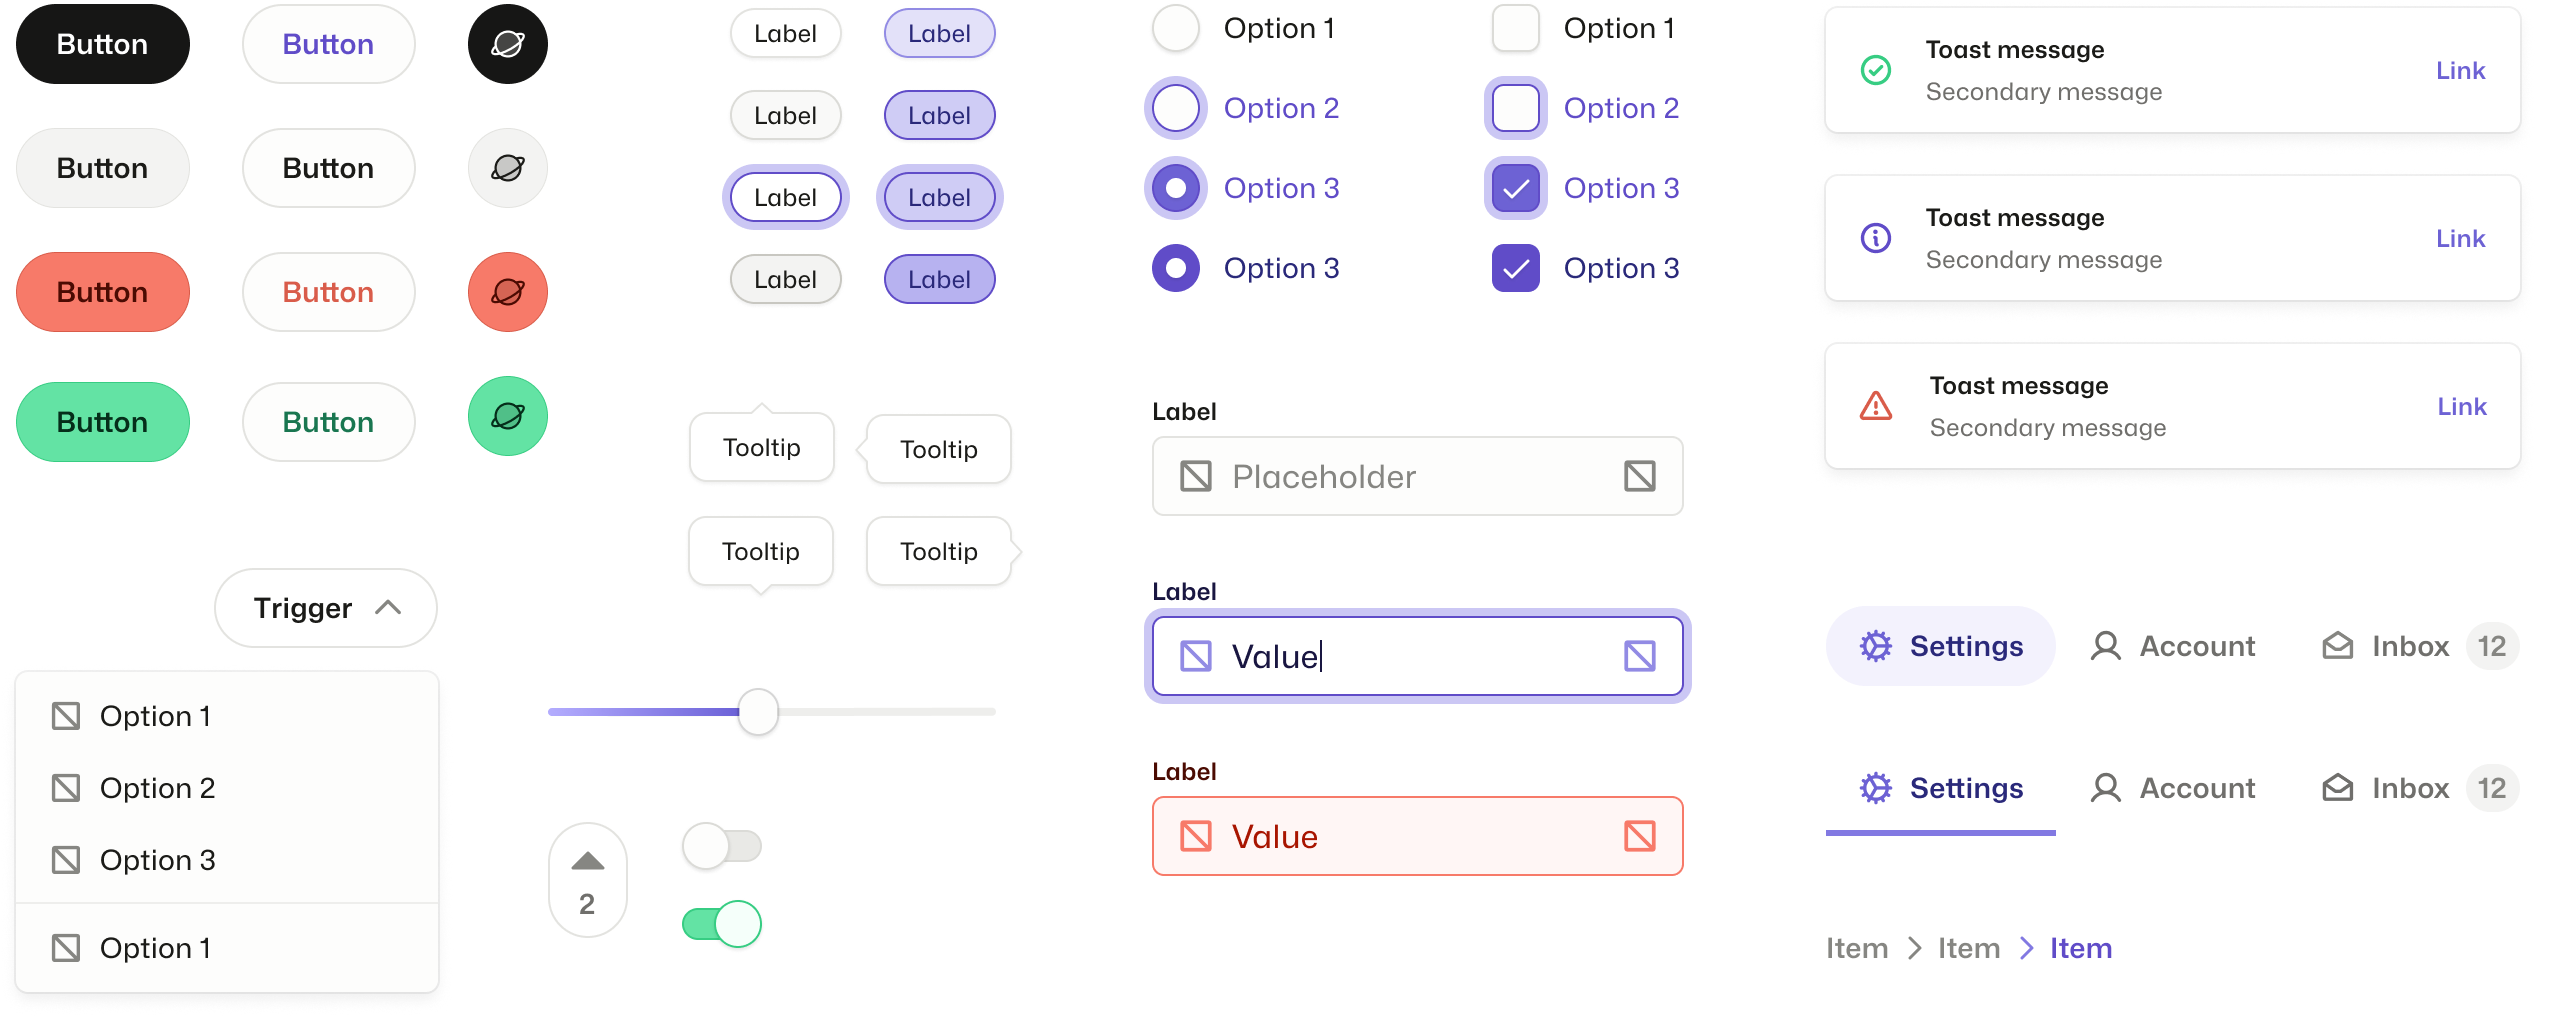 Button
Button
Button
Button
Button
Button
Button
Button
Trigger
Option 1
Option 2
Option 3
Option 1
Label
Label
Label
Label
Label
Label
Label
Label
Tooltip
Tooltip
Tooltip
Tooltip
2
Option 1
Option 2
Option 3
Option 3
Option 1
Option 2
Option 3
Option 3
Label
Placeholder
Label
Value
Label
Value
Toast message
Secondary message
Link
Toast message
Secondary message
Link
Toast message
Secondary message
Link
Settings Account Inbox 12
Settings Account Inbox 12
Item Item Item